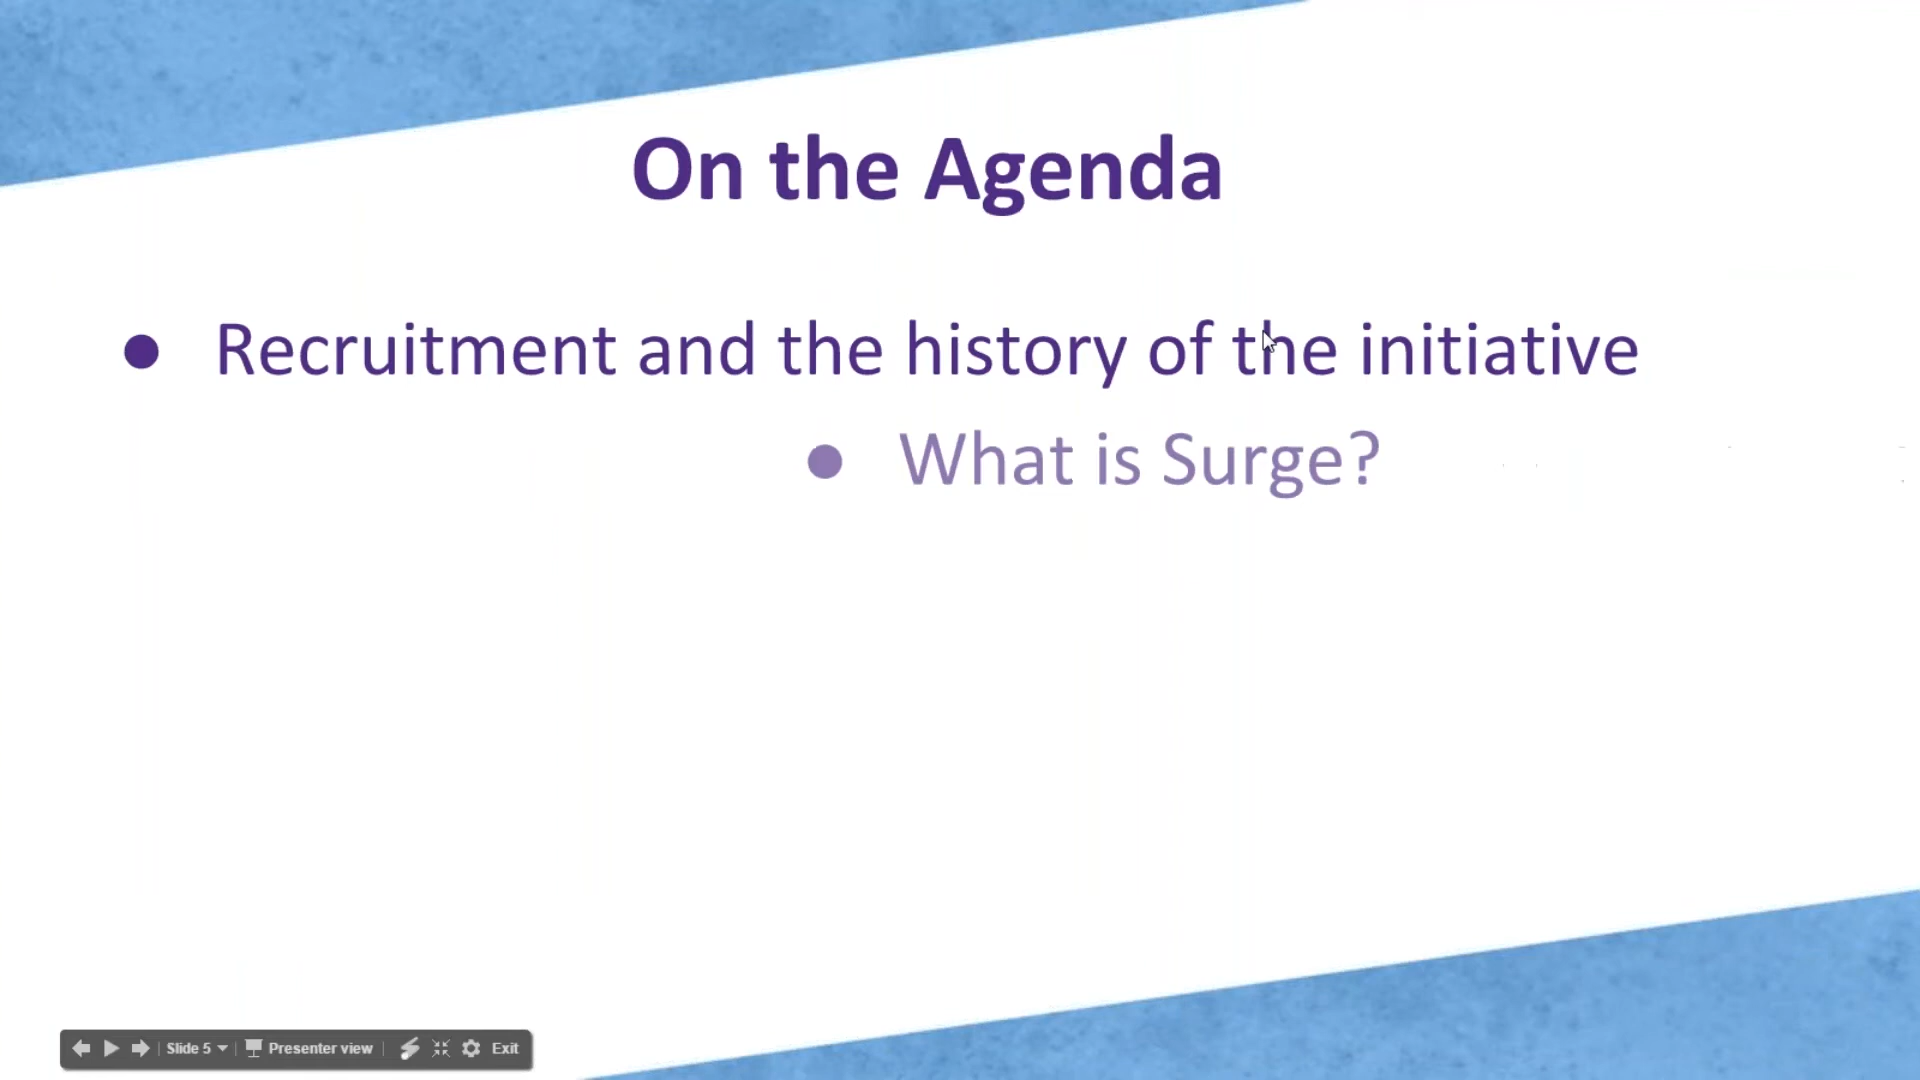 On the Agenda
● Recruitment and the history of the initiative
● What is Surge?
Slide 5 Presenter view Exit